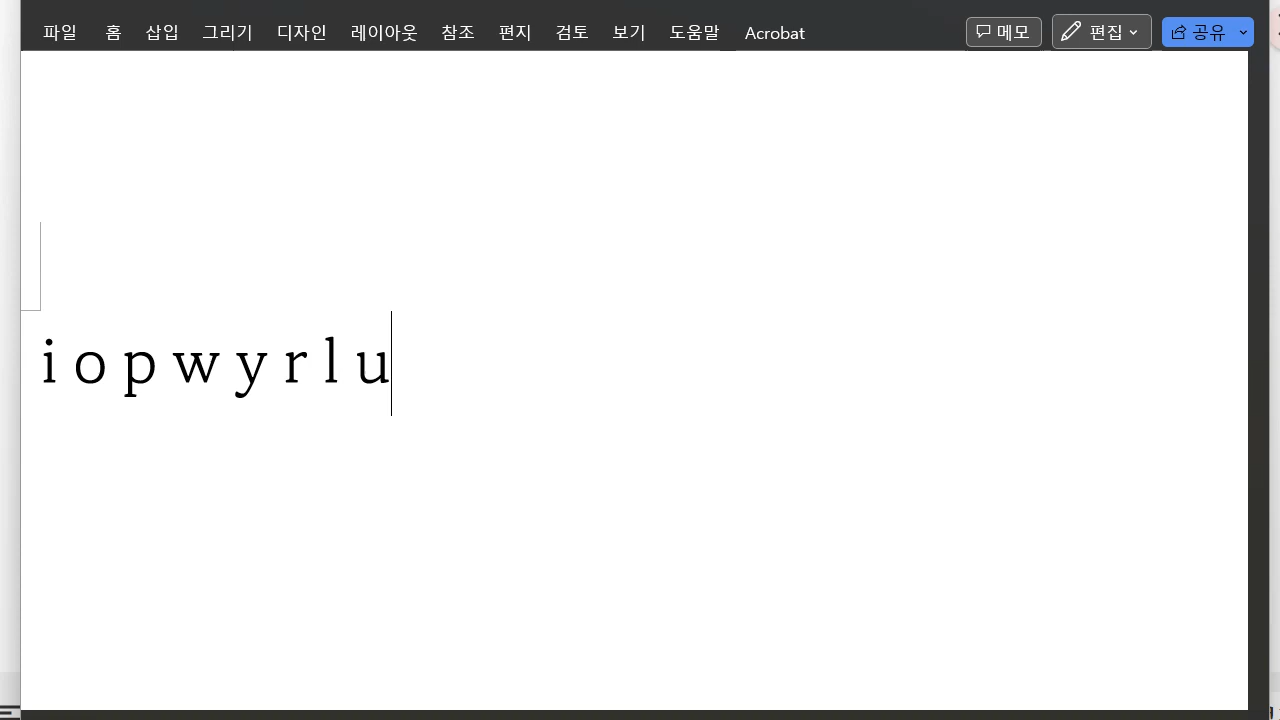 파일 홈 삽입 그리기 디자인 레이아웃 참조 편지 검토 보기 도움말 Acrobat 메모 편집 공유
i o p w y r l u